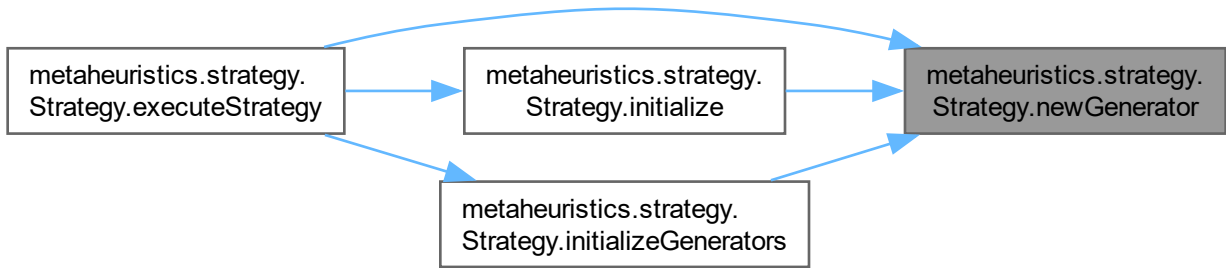 metaheuristics.strategy.
Strategy.executeStrategy
metaheuristics.strategy.
Strategy.initialize
metaheuristics.strategy.
Strategy.newGenerator
metaheuristics.strategy.
Strategy.initializeGenerators